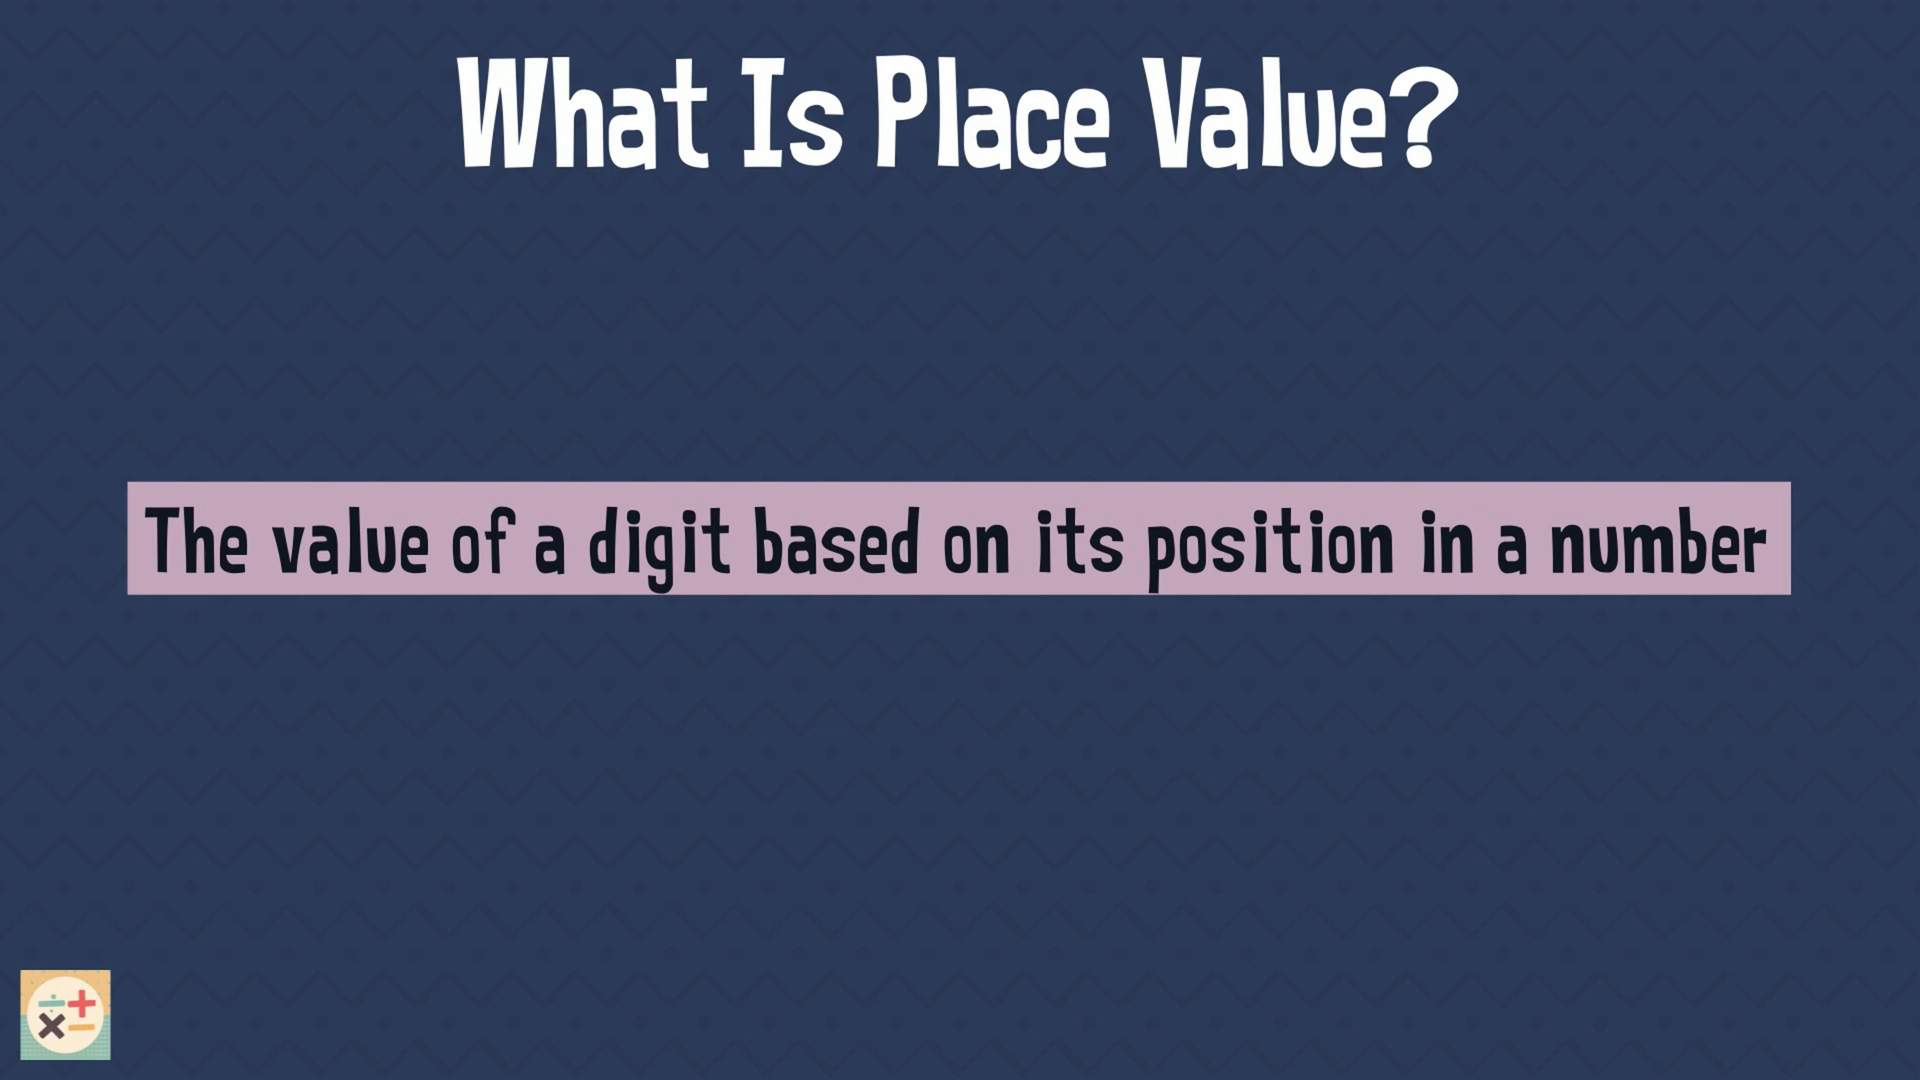 What Is Place Value?
The value of a digit based on its position in a number